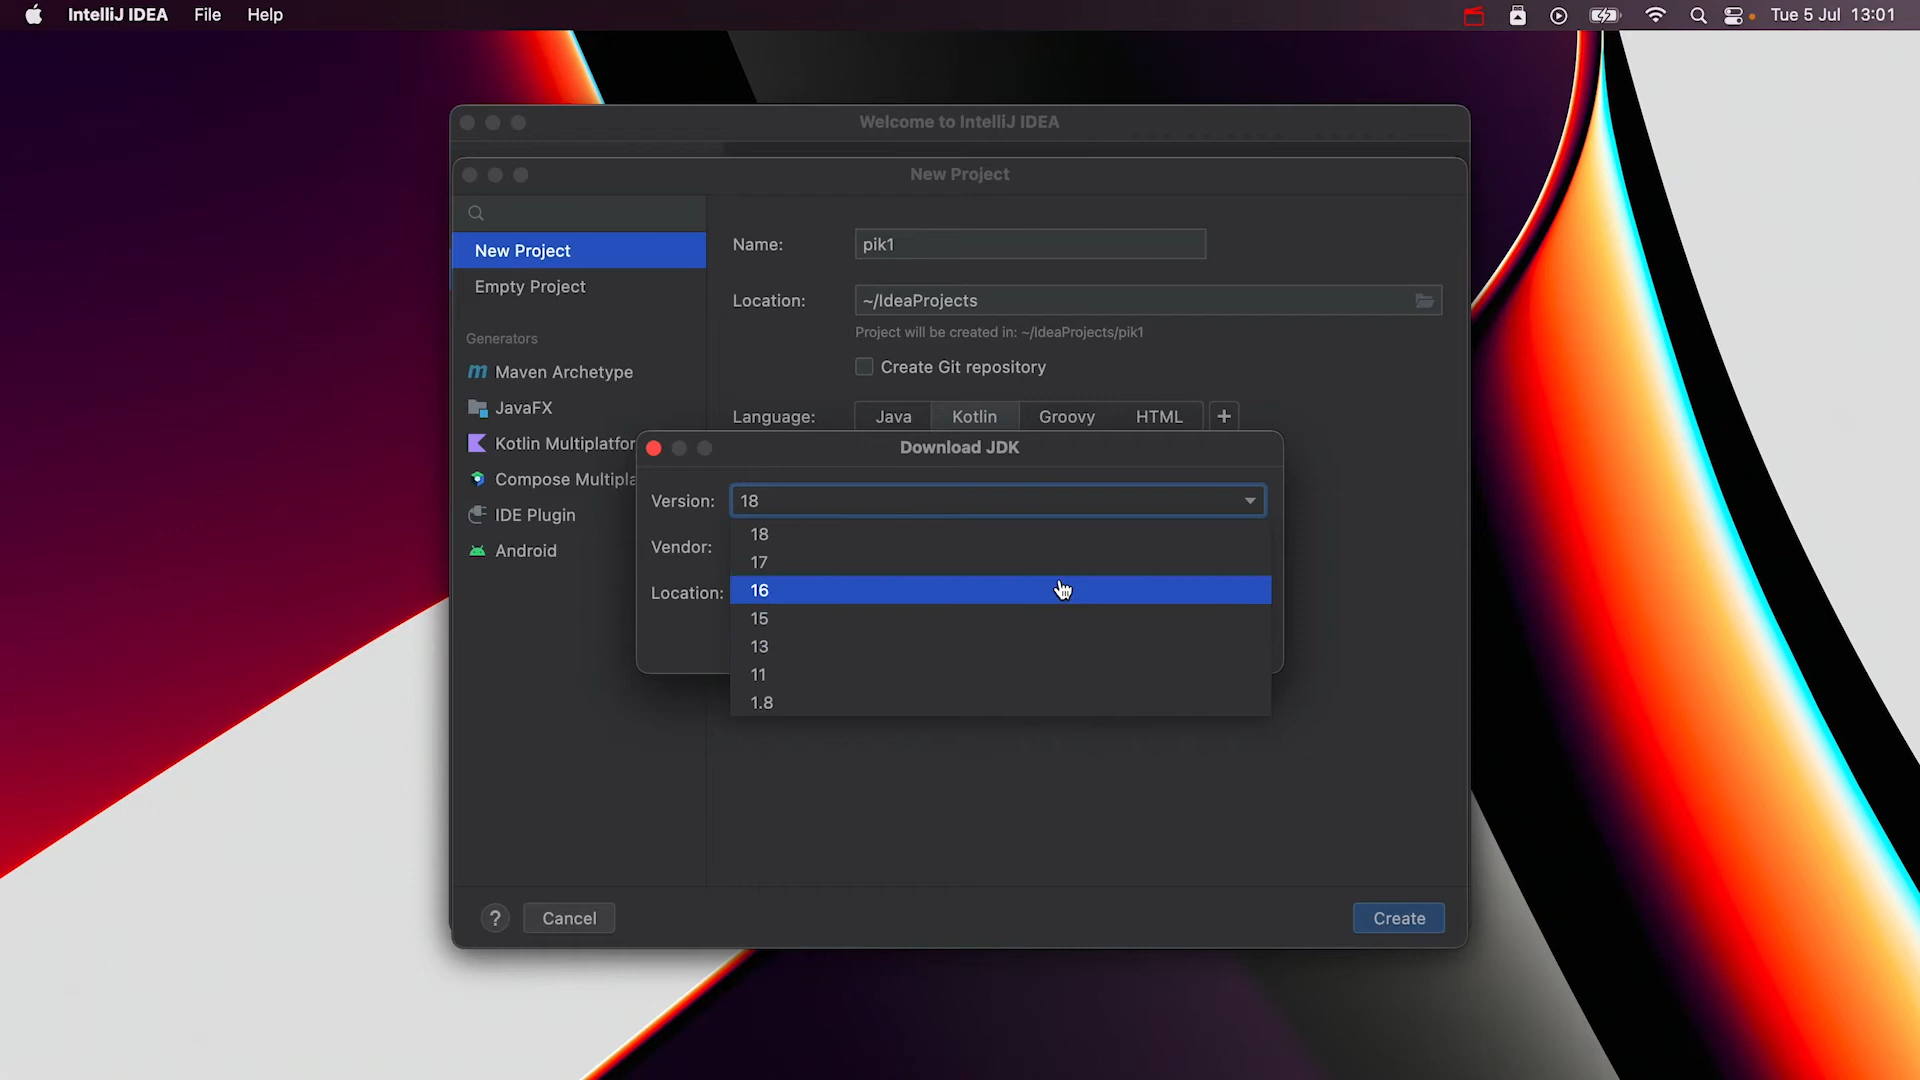 IntelliJ IDEA File Help Tue 5 Jul 13:01
Welcome to IntelliJ IDEA
New Project
New Project
Empty Project
Generators
Maven Archetype
JavaFX
Kotlin Multiplatfor
Compose Multipla
IDE Plugin
Android
Name: pik1
Location: ~/IdeaProjects
Project will be created in: ~/IdeaProjects/pik1
Create Git repository
Language: Java Kotlin Groovy HTML +
Download JDK
Version: 18
Vendor:
Location:
18
17
16
15
13
11
1.8
? Cancel Create